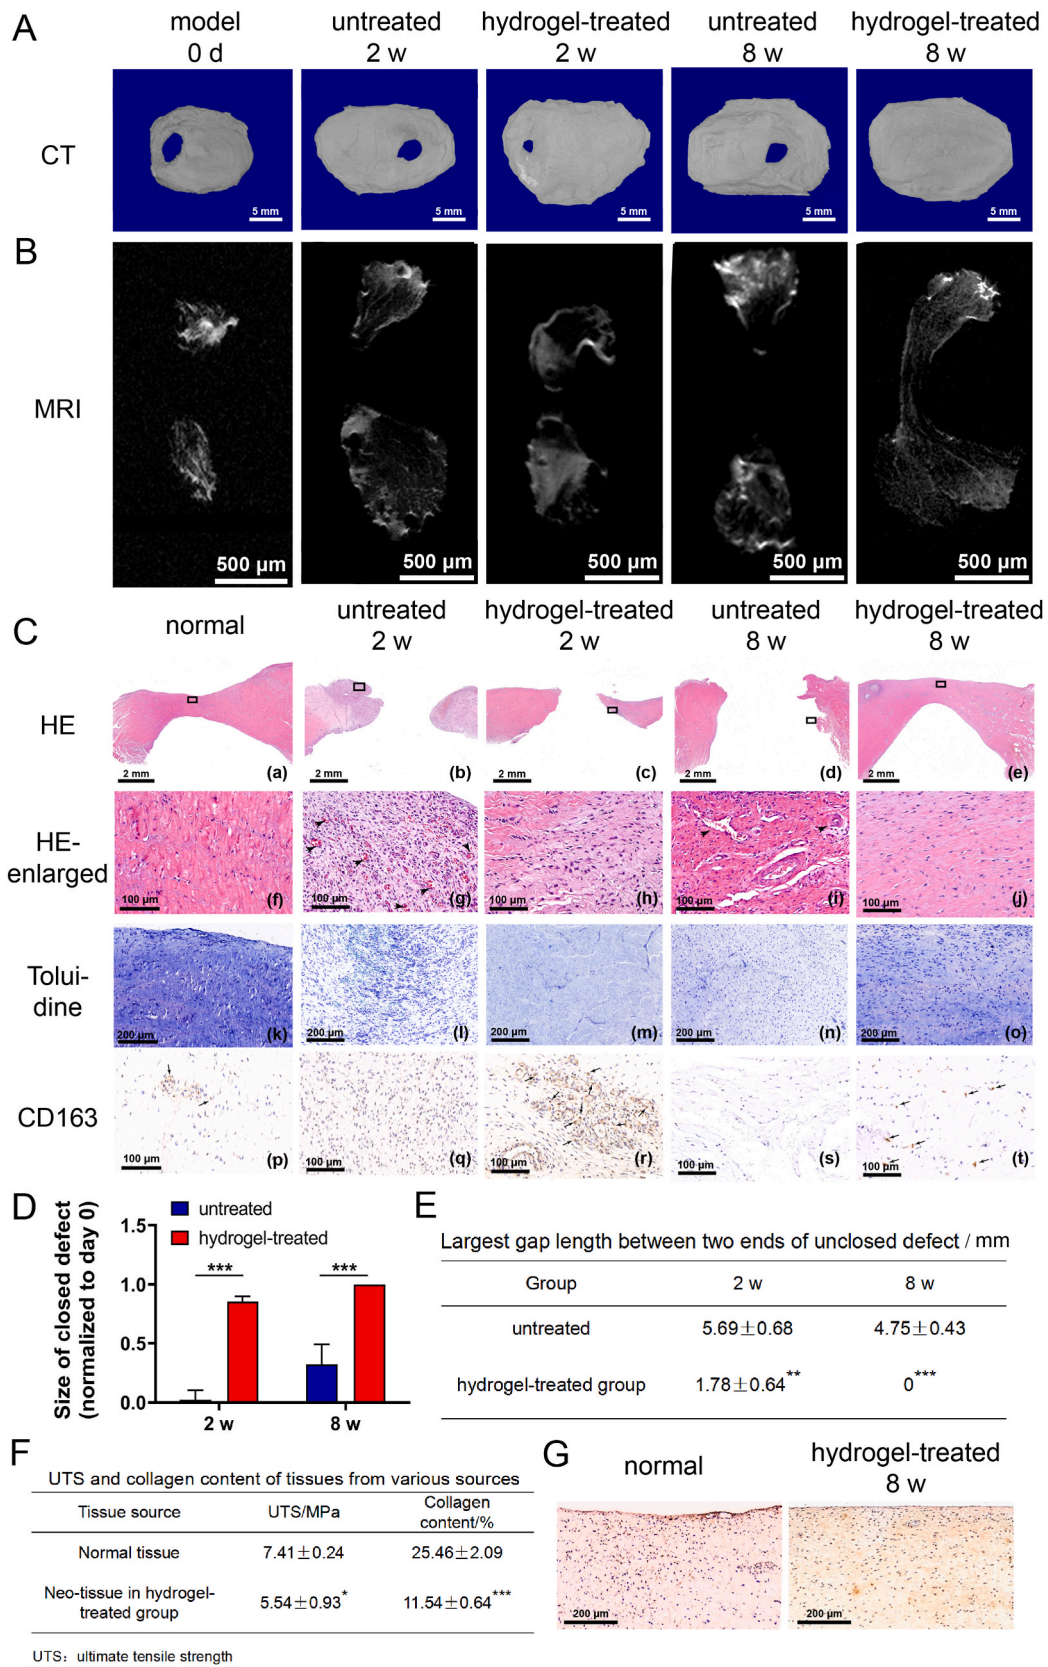 A
model
0 d
untreated
2 w
hydrogel-treated
2 w
untreated
8 w
hydrogel-treated
8 w
CT
5 mm
5 mm
5 mm
5 mm
5 mm
B
MRI
500 μm
500 μm
500 μm
500 μm
500 μm
C
normal
untreated
2 w
hydrogel-treated
2 w
untreated
8 w
hydrogel-treated
8 w
HE
2 mm (a)
2 mm (b)
2 mm (c)
2 mm (d)
2 mm (e)
HE-
enlarged
100 μm (f)
100 μm (g)
100 μm (h)
100 μm (i)
100 μm (j)
Tolui-
dine
200 μm (k)
200 μm (l)
200 μm (m)
200 μm (n)
200 μm (o)
CD163
100 μm (p)
100 μm (q)
100 μm (r)
100 μm (s)
100 μm (t)
D
Size of closed defect
(normalized to day 0)
untreated
hydrogel-treated
1.5
1.0
0.5
0.0
***
***
2 w
8 w
E
Largest gap length between two ends of unclosed defect / mm
Group 2 w 8 w
untreated 5.69±0.68 4.75±0.43
hydrogel-treated group 1.78±0.64** 0***
F
UTS and collagen content of tissues from various sources
Tissue source UTS/MPa Collagen
content/%
Normal tissue 7.41±0.24 25.46±2.09
Neo-tissue in hydrogel-
treated group 5.54±0.93* 11.54±0.64***
UTS: ultimate tensile strength
G
normal
hydrogel-treated
8 w
200 μm
200 μm